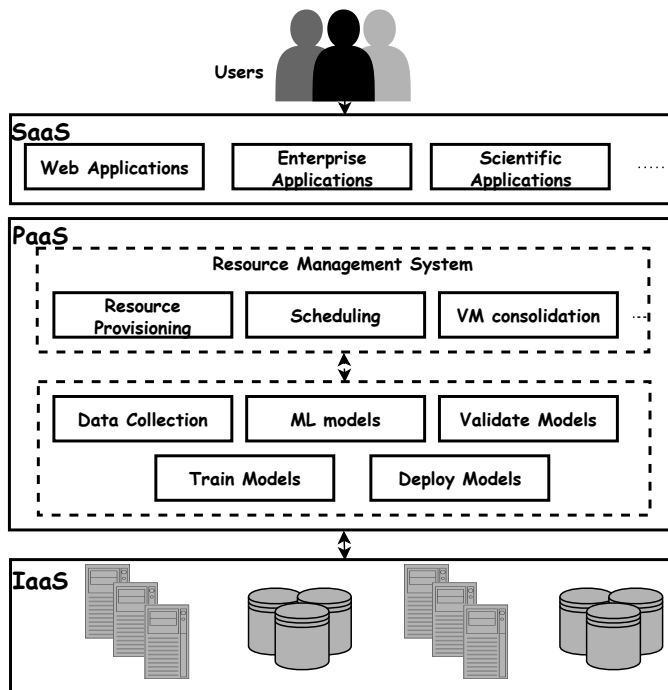 Users
SaaS
Web Applications
Enterprise
Applications
Scientific
Applications
......
PaaS
Resource Management System
Resource
Provisioning
Scheduling
VM consolidation
...
Data Collection
ML models
Validate Models
Train Models
Deploy Models
IaaS